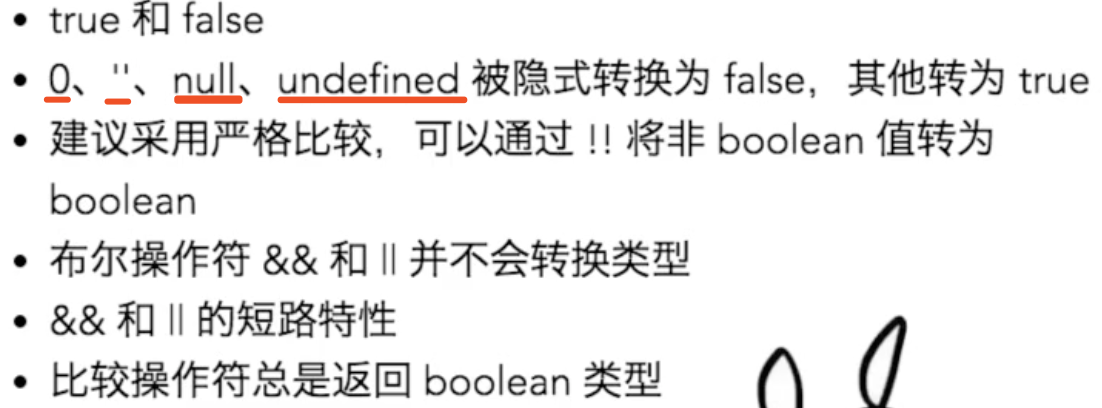 • true 和 false
• 0、''、null、undefined 被隐式转换为 false，其他转为 true
• 建议采用严格比较，可以通过 !! 将非 boolean 值转为
boolean
• 布尔操作符 && 和 || 并不会转换类型
• && 和 || 的短路特性
• 比较操作符总是返回 boolean 类型